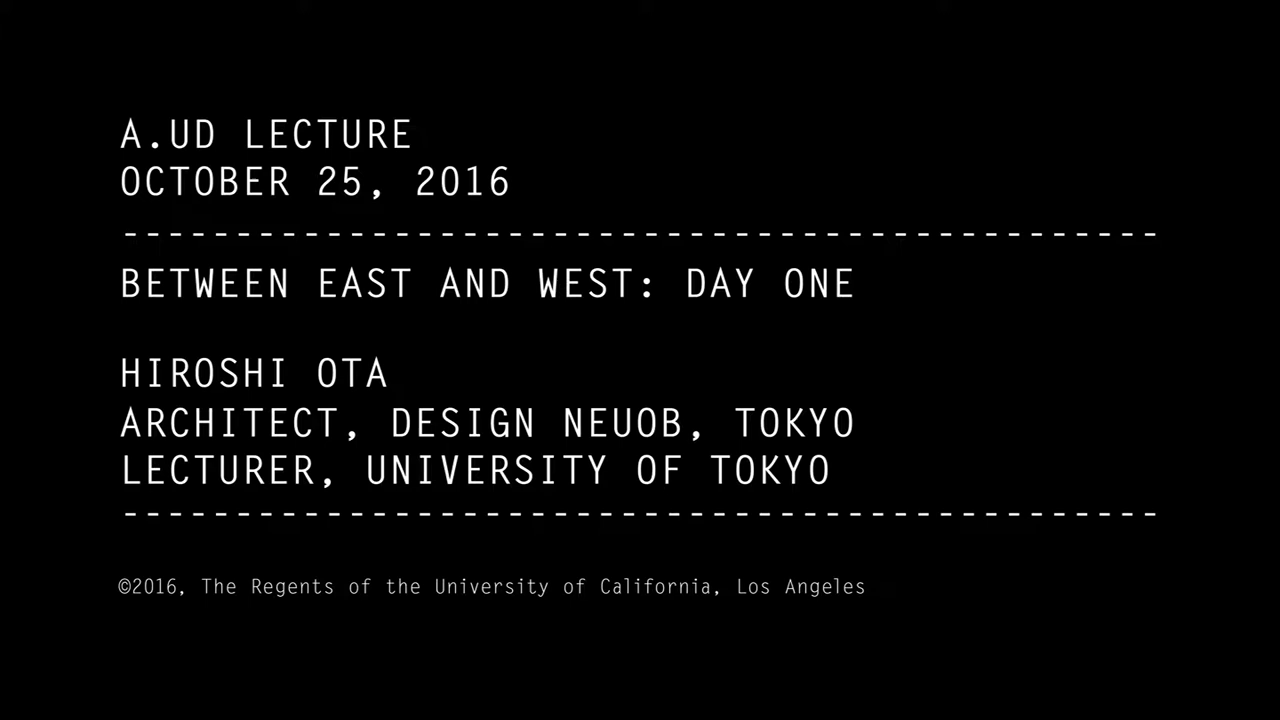 A.UD LECTURE
OCTOBER 25, 2016
----------------------------------------------
BETWEEN EAST AND WEST: DAY ONE
HIROSHI OTA
ARCHITECT, DESIGN NEUOB, TOKYO
LECTURER, UNIVERSITY OF TOKYO
----------------------------------------------
©2016, The Regents of the University of California, Los Angeles